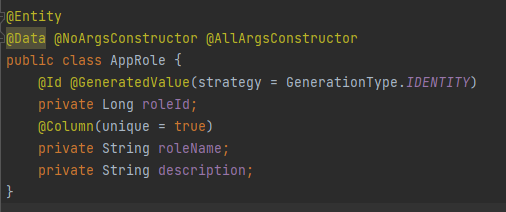 @Entity
@Data @NoArgsConstructor @AllArgsConstructor
public class AppRole {
    @Id @GeneratedValue(strategy = GenerationType.IDENTITY)
    private Long roleId;
    @Column(unique = true)
    private String roleName;
    private String description;
}